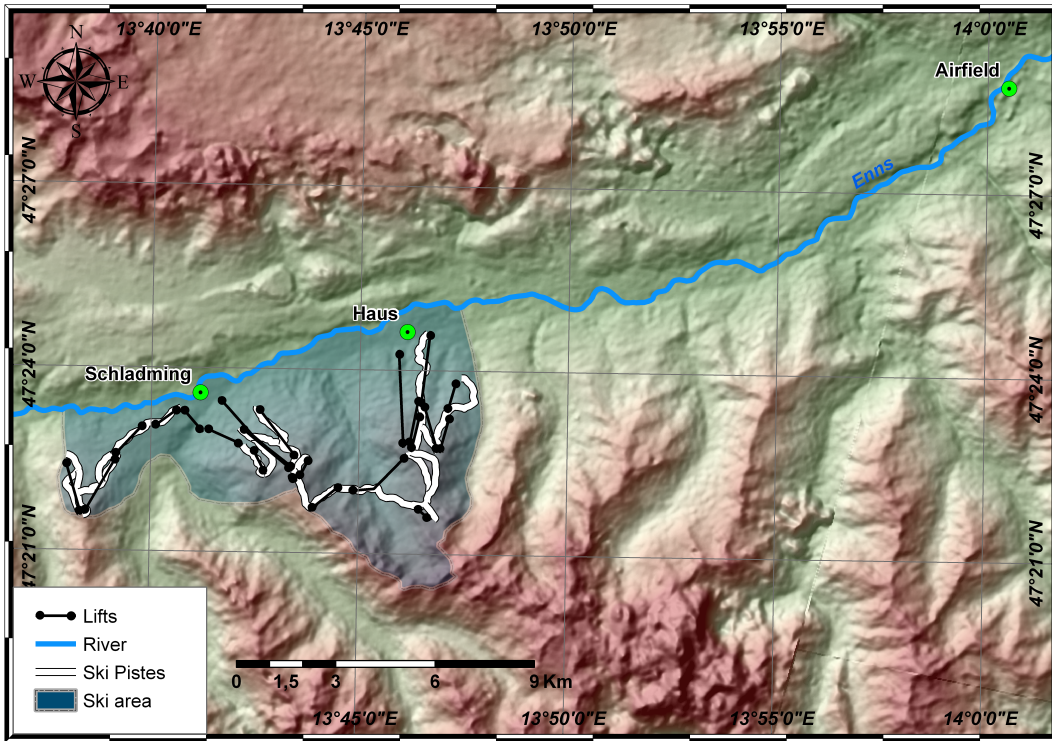 13°40'0"E 13°45'0"E 13°50'0"E 13°55'0"E 14°0'0"E
N
W E
S
Airfield
47°27'0"N
Enns
47°27'0"N
Haus
47°24'0"N
Schladming
47°24'0"N
47°21'0"N
47°21'0"N
Lifts
River
Ski Pistes
Ski area
0 1,5 3 6 9 Km
13°45'0"E 13°50'0"E 13°55'0"E 14°0'0"E